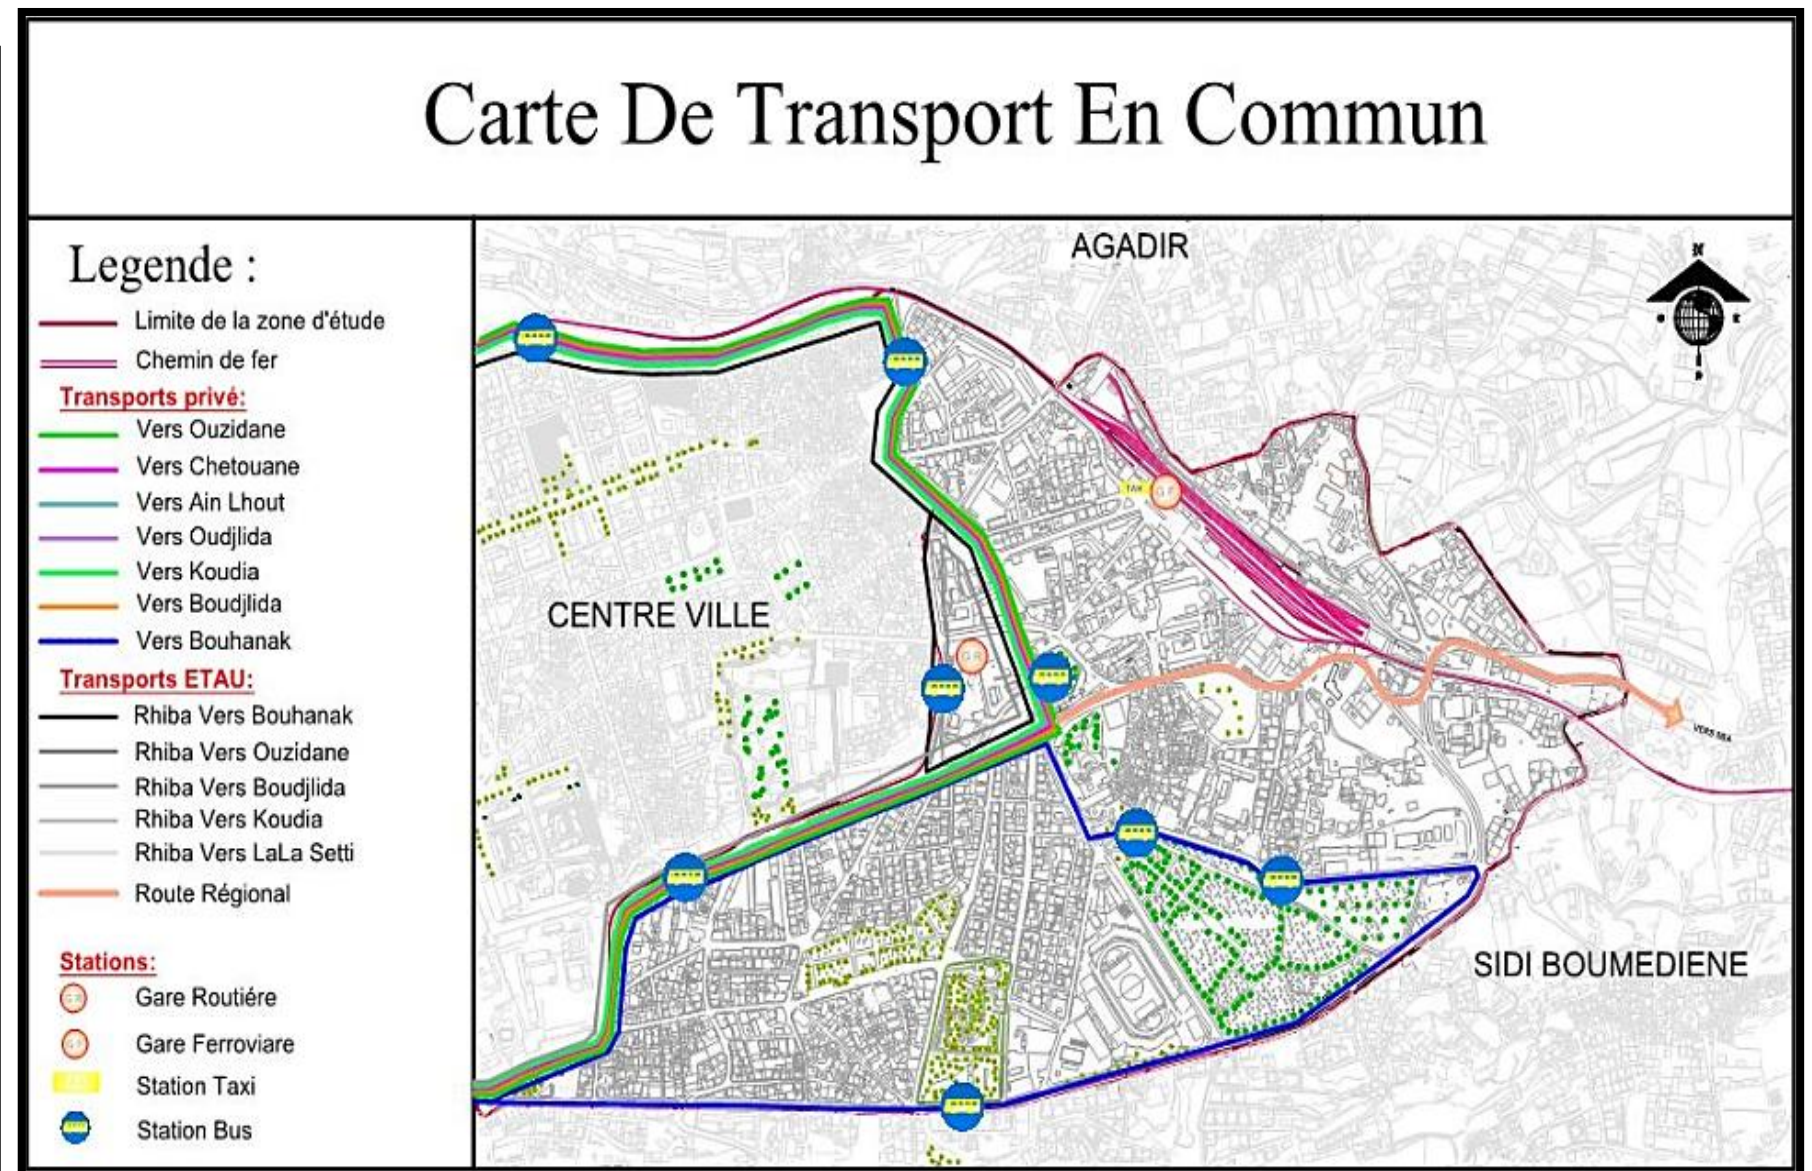 Carte De Transport En Commun
Legende :
Limite de la zone d'étude
Chemin de fer
Transports privé:
Vers Ouzidane
Vers Chetouane
Vers Ain Lhout
Vers Oudjlida
Vers Koudia
Vers Boudjlida
Vers Bouhanak
Transports ETAU:
Rhiba Vers Bouhanak
Rhiba Vers Ouzidane
Rhiba Vers Boudjlida
Rhiba Vers Koudia
Rhiba Vers LaLa Setti
Route Régional
Stations:
G R
Gare Routiére
G F
Gare Ferroviare
Station Taxi
Station Bus
AGADIR
N
TAXI
G F
CENTRE VILLE
G R
VERS
SIDI BOUMEDIENE